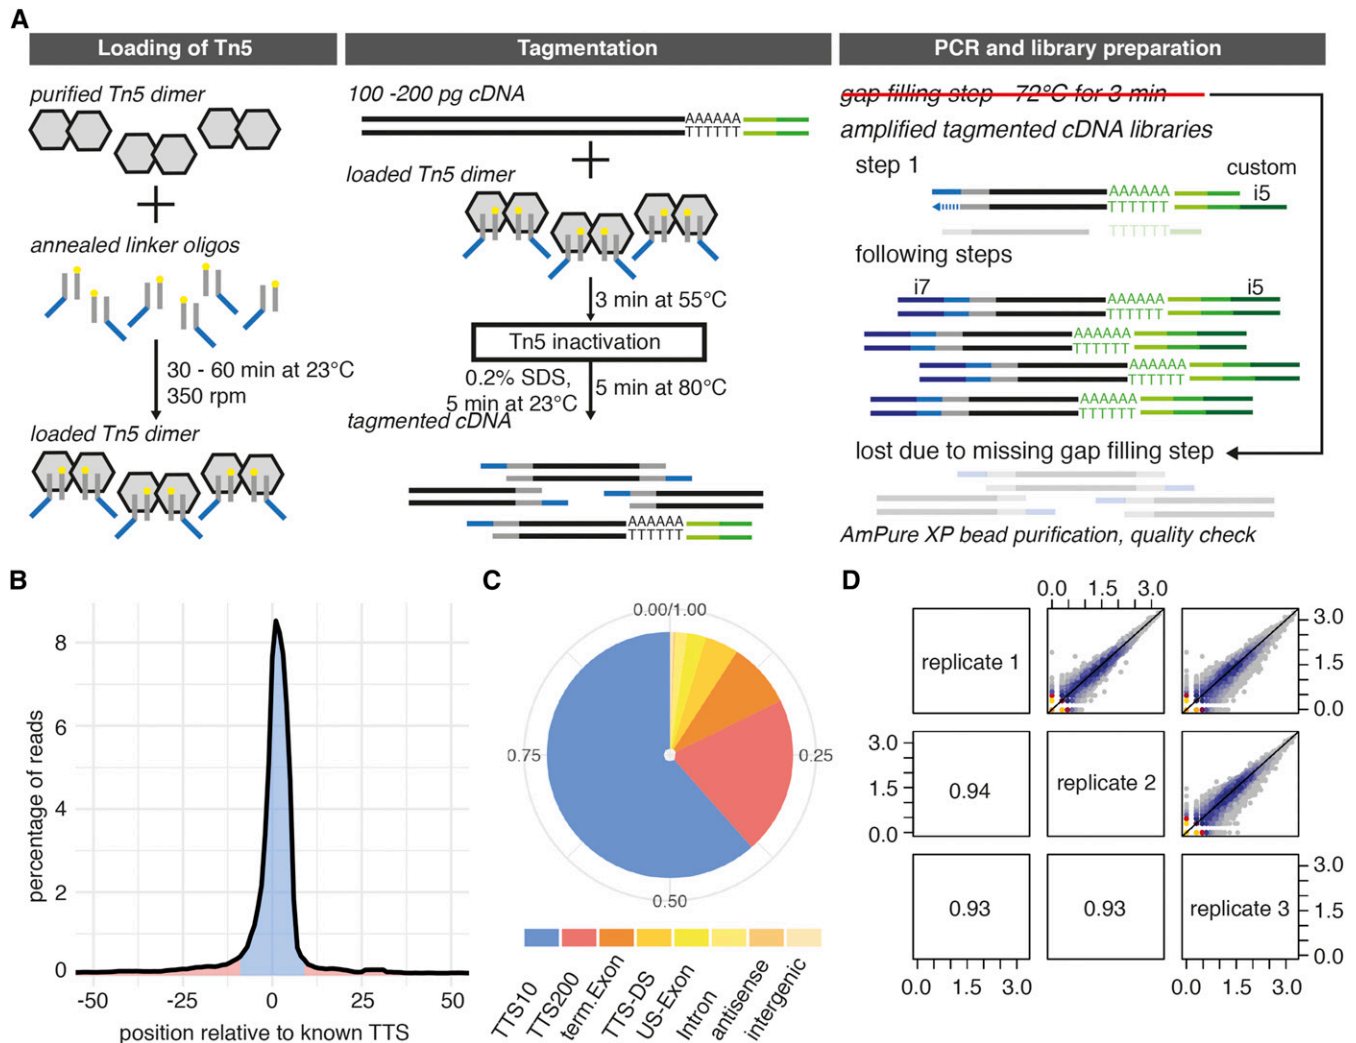 A
Loading of Tn5
purified Tn5 dimer
annealed linker oligos
30 - 60 min at 23°C
350 rpm
loaded Tn5 dimer
Tagmentation
100 -200 pg cDNA
AAAAAA
TTTTTT
loaded Tn5 dimer
3 min at 55°C
Tn5 inactivation
0.2% SDS,
5 min at 23°C
5 min at 80°C
tagmented cDNA
AAAAAA
TTTTTT
PCR and library preparation
gap filling step - 72°C for 3 min
amplified tagmented cDNA libraries
step 1
custom
i5
AAAAAA
TTTTTT
TTTTTT
following steps
i7
i5
AAAAAA
TTTTTT
AAAAAA
TTTTTT
AAAAAA
TTTTTT
AAAAAA
TTTTTT
lost due to missing gap filling step
AmPure XP bead purification, quality check
B
percentage of reads
8
6
4
2
0
-50
-25
0
25
50
position relative to known TTS
C
0.00/1.00
0.25
0.50
0.75
TTS10
TTS200
term.Exon
TTS-DS
US-Exon
Intron
antisense
intergenic
D
0.0 1.5 3.0
replicate 1
3.0
1.5
0.0
3.0
1.5
0.0
0.94
replicate 2
0.93
0.93
replicate 3
3.0
1.5
0.0
0.0 1.5 3.0
0.0 1.5 3.0